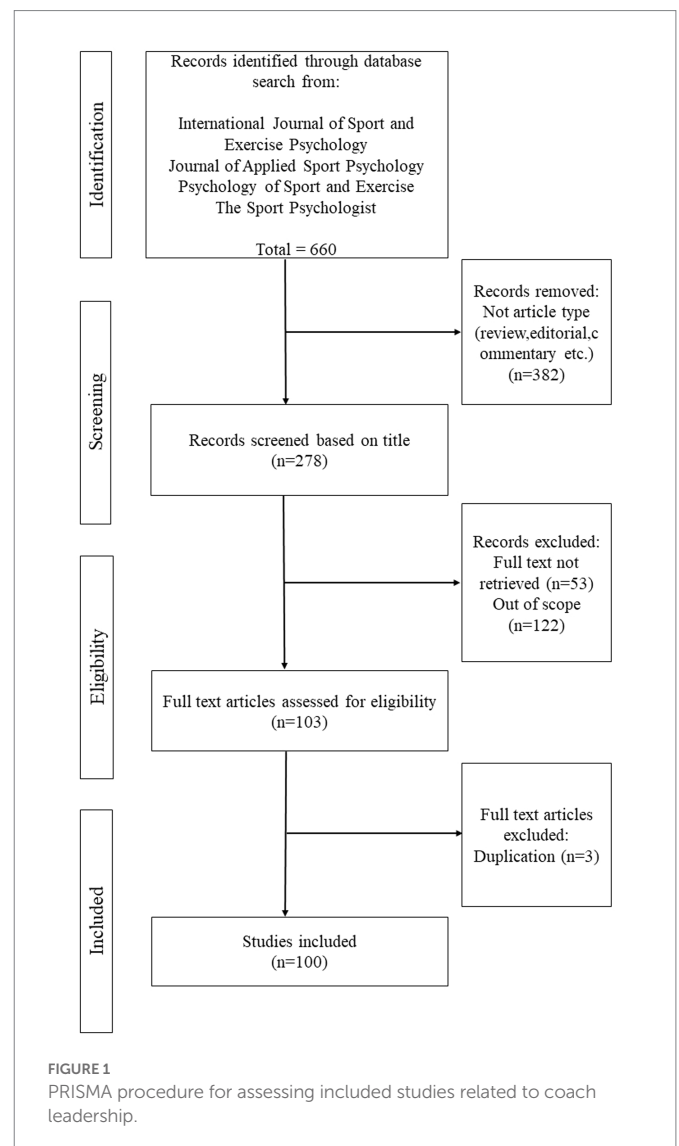 Identification
Records identified through database
search from:
International Journal of Sport and
Exercise Psychology
Journal of Applied Sport Psychology
Psychology of Sport and Exercise
The Sport Psychologist
Total = 660
Records removed:
Not article type
(review,editorial,c
ommentary etc.)
(n=382)
Screening
Records screened based on title
(n=278)
Records excluded:
Full text not
retrieved (n=53)
Out of scope
(n=122)
Eligibility
Full text articles assessed for eligibility
(n=103)
Full text articles
excluded:
Duplication (n=3)
Included
Studies included
(n=100)
FIGURE 1
PRISMA procedure for assessing included studies related to coach
leadership.